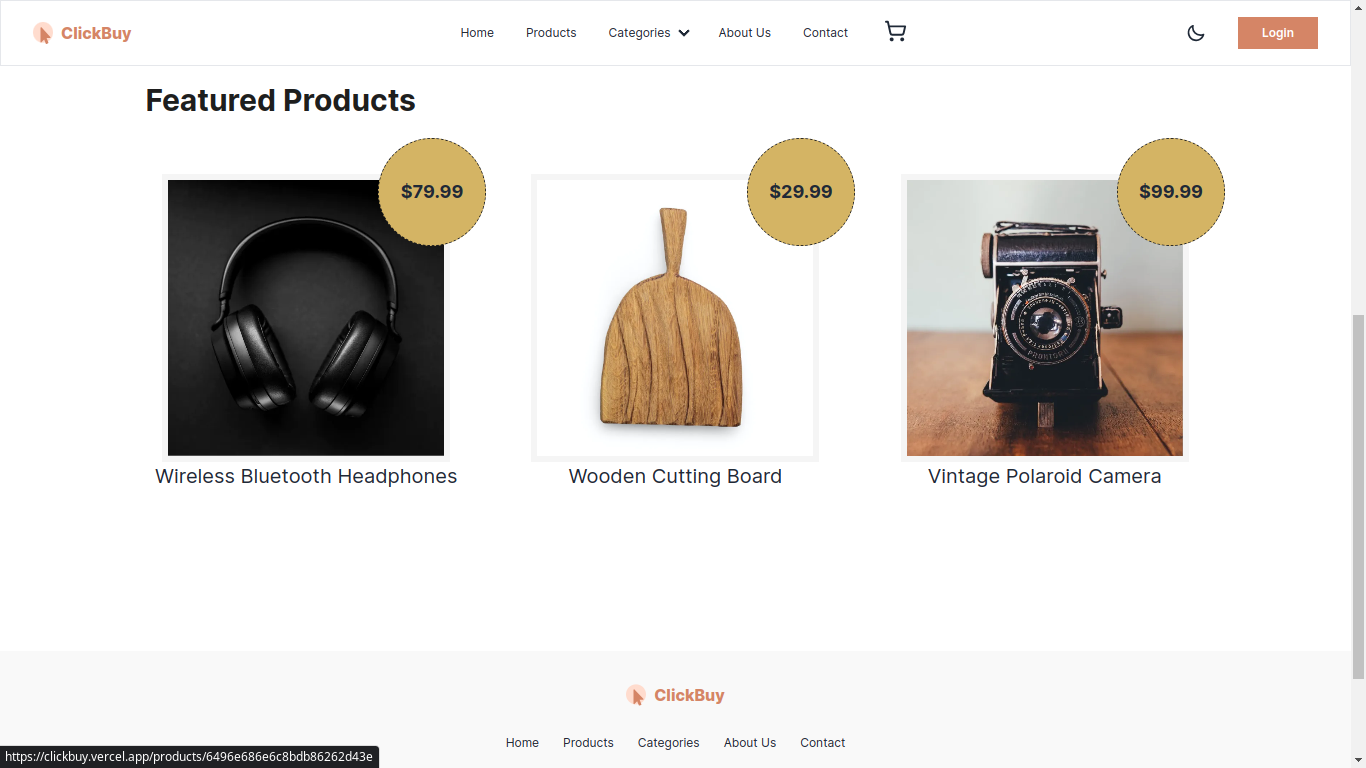 ClickBuy
Home Products Categories About Us Contact
Login
Featured Products
$79.99
$29.99
$99.99
Wireless Bluetooth Headphones
Wooden Cutting Board
Vintage Polaroid Camera
ClickBuy
Home Products Categories About Us Contact
https://clickbuy.vercel.app/products/6496e686e6c8bdb86262d43e